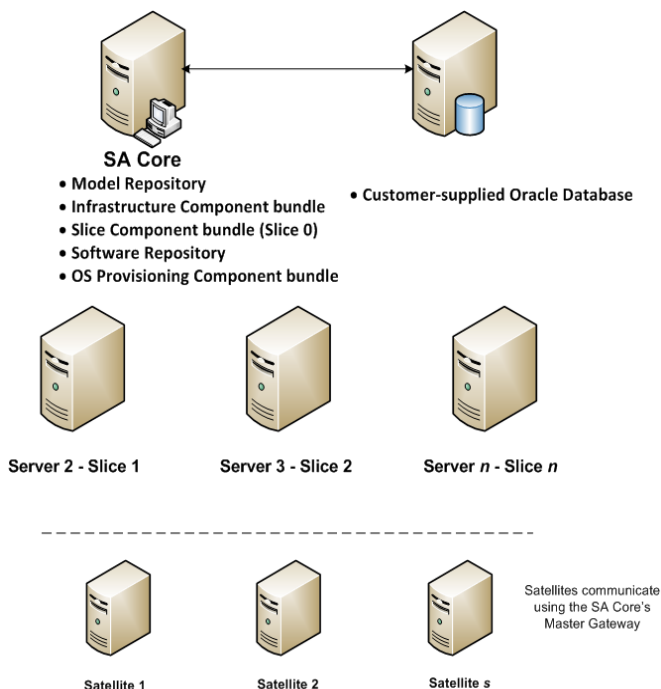 SA Core
• Model Repository
• Infrastructure Component bundle
• Slice Component bundle (Slice 0)
• Software Repository
• OS Provisioning Component bundle
• Customer-supplied Oracle Database
Server 2 - Slice 1
Server 3 - Slice 2
Server n - Slice n
Satellites communicate
using the SA Core's
Master Gateway
Satellite 1
Satellite 2
Satellite s